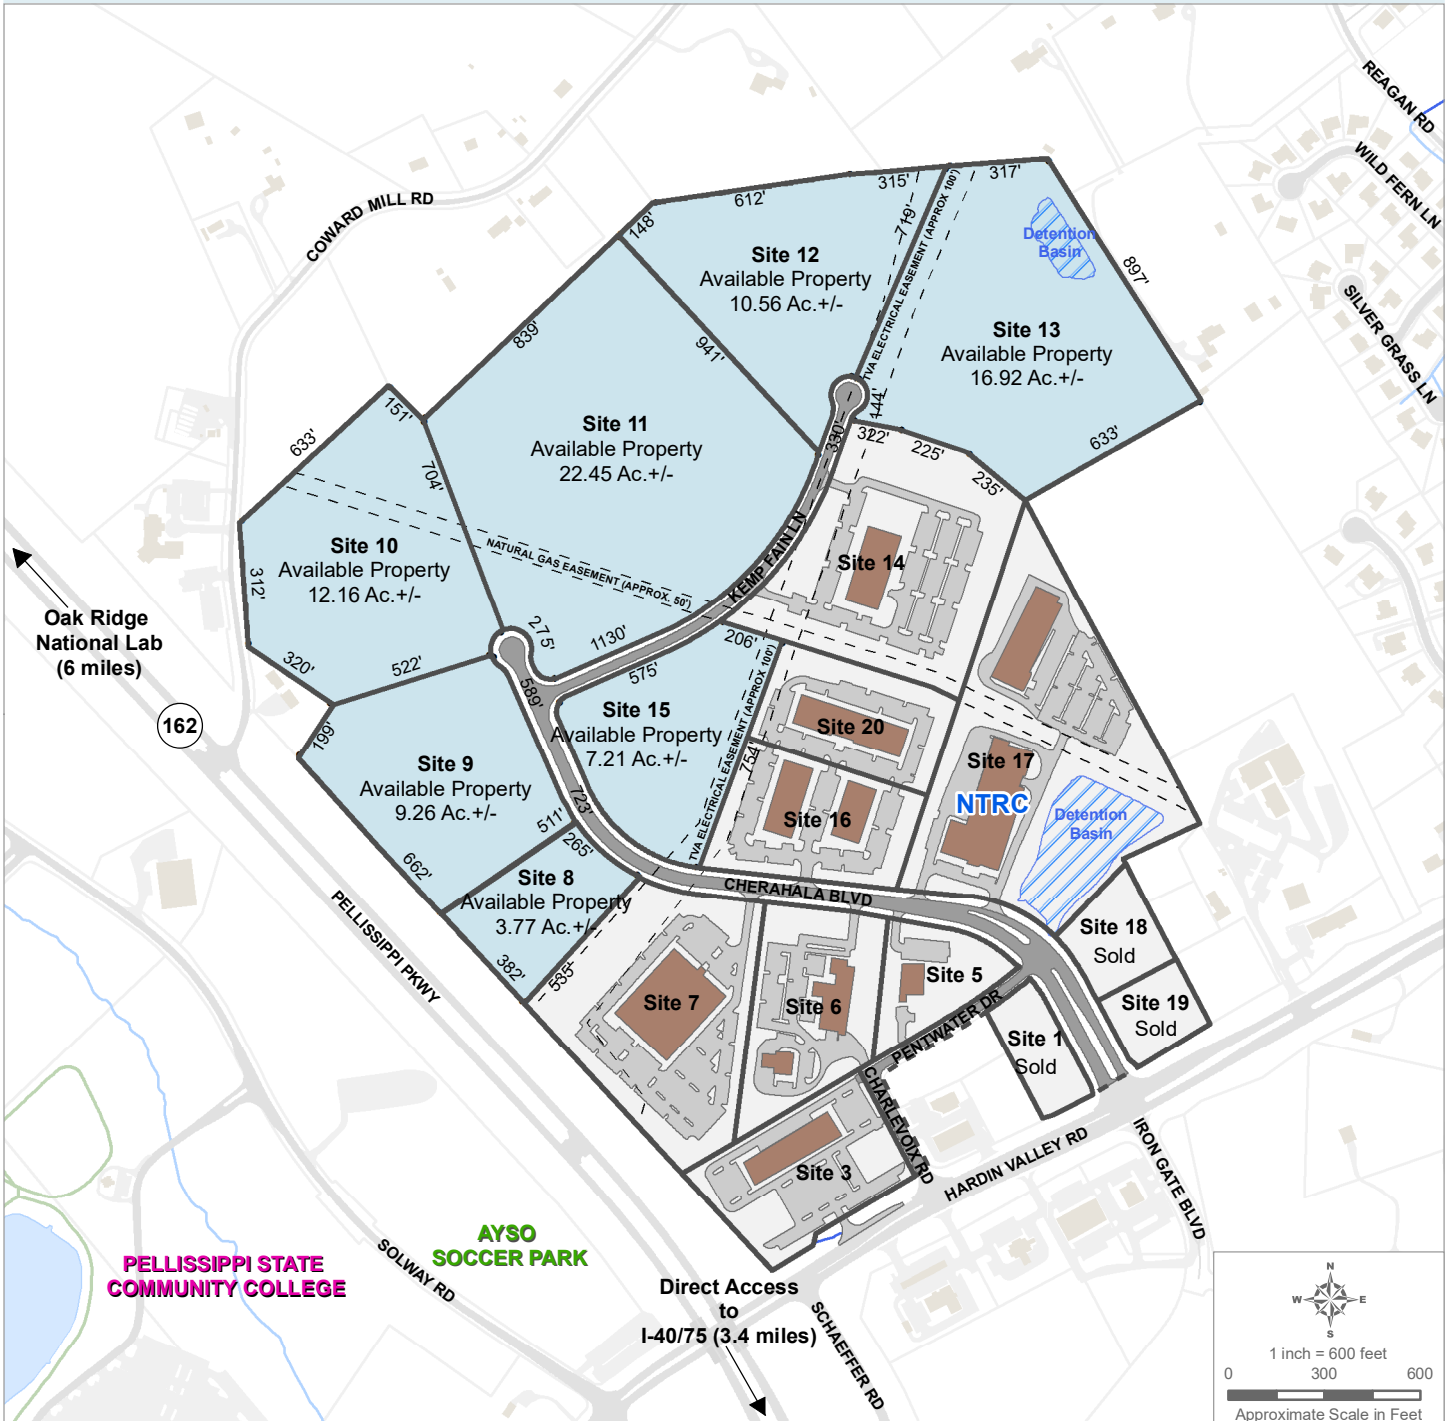 REAGAN RD
WILD FERN LN
SILVER GRASS LN
COWARD MILL RD
148'
612'
315'
317'
719'
TVA ELECTRICAL EASEMENT (APPROX 100')
Detention
Basin
897'
Site 12
Available Property
10.56 Ac.+/-
Site 13
Available Property
16.92 Ac.+/-
839'
941'
144'
330'
322'
225'
235'
633'
151'
633'
704'
Site 11
Available Property
22.45 Ac.+/-
NATURAL GAS EASEMENT (APPROX. 50')
KEMP FAIN LN
Site 14
Site 10
Available Property
12.16 Ac.+/-
312'
320'
522'
275'
1130'
575'
206'
589'
Oak Ridge
National Lab
(6 miles)
162
199'
Site 15
Available Property
7.21 Ac.+/-
TVA ELECTRICAL EASEMENT (APPROX 100')
754'
723'
Site 20
Site 9
Available Property
9.26 Ac.+/-
511'
265'
662'
Site 16
Site 17
NTRC
Detention
Basin
Site 8
Available Property
3.77 Ac.+/-
382'
535'
CHERAHALA BLVD
PELLISSIPPI PKWY
Site 18
Sold
Site 7
Site 6
Site 5
PENTWATER DR
Site 19
Sold
Site 1
Sold
CHARLEVOIX RD
Site 3
HARDIN VALLEY RD
IRON GATE BLVD
AYSO
SOCCER PARK
PELLISSIPPI STATE
COMMUNITY COLLEGE
SOLWAY RD
Direct Access
to
I-40/75 (3.4 miles)
SCHAEFFER RD
N
W
E
S
1 inch = 600 feet
0 300 600
Approximate Scale in Feet